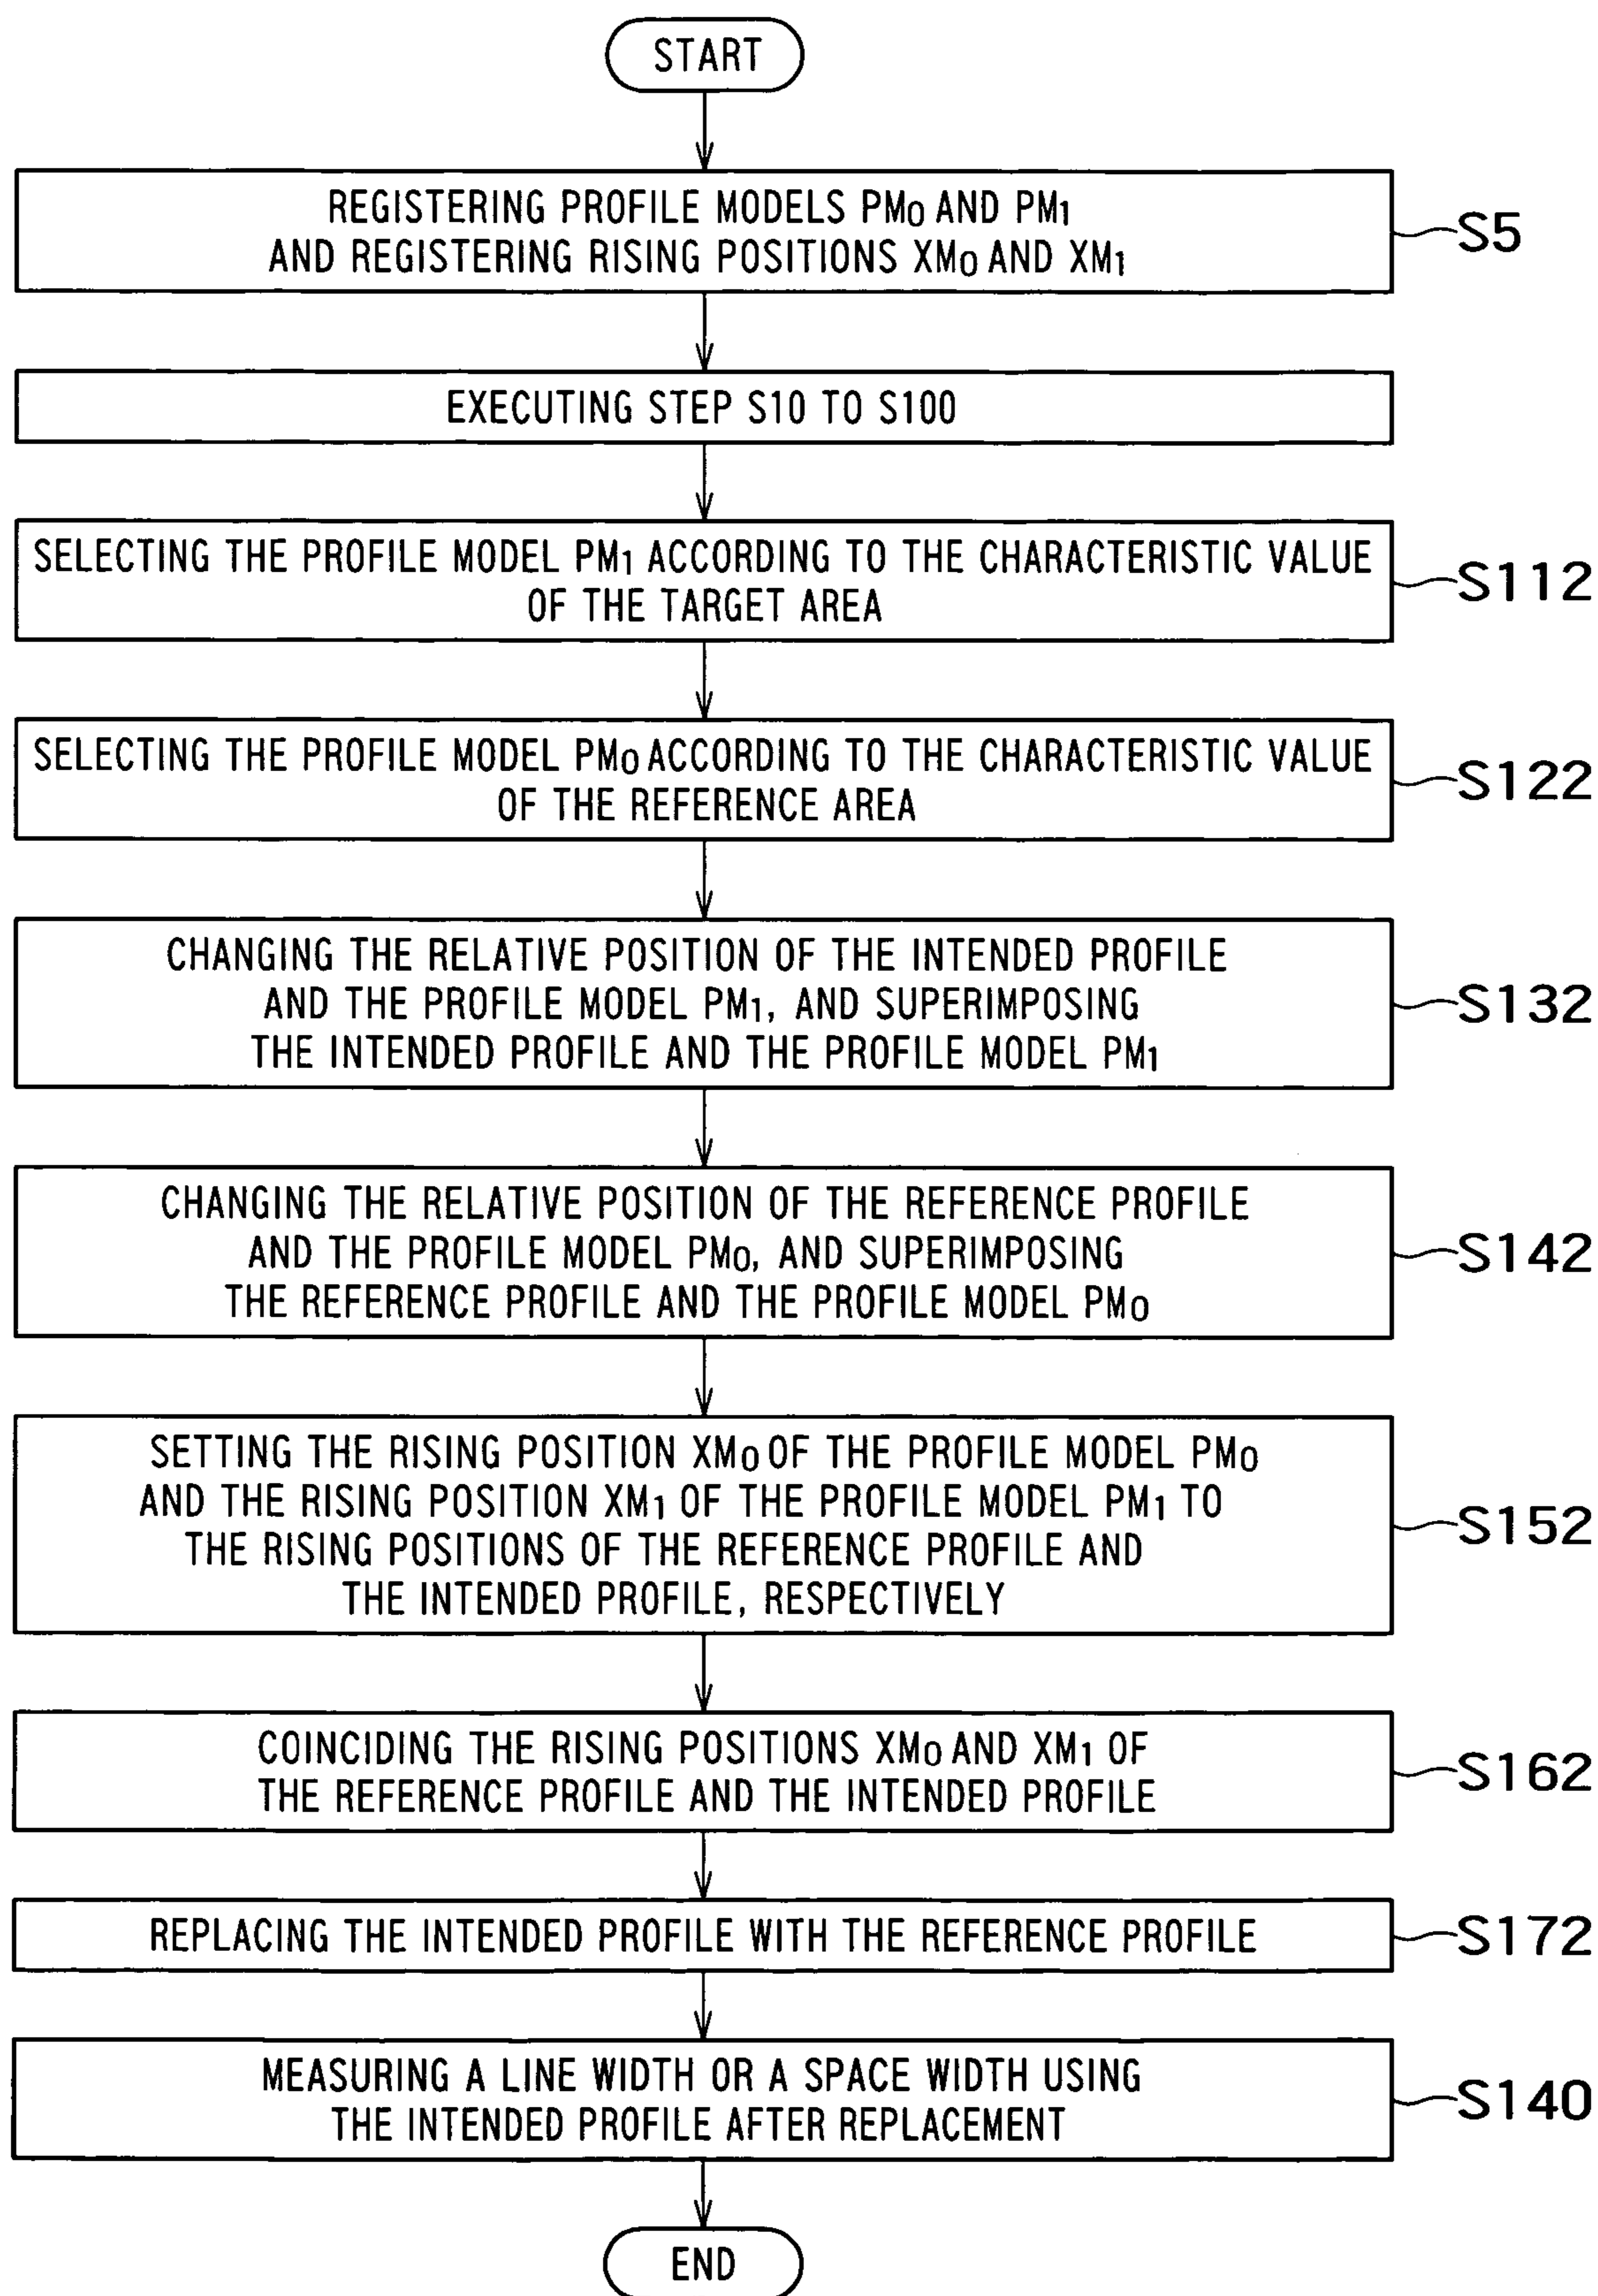 START
REGISTERING PROFILE MODELS PM0 AND PM1
AND REGISTERING RISING POSITIONS XM0 AND XM1
S5
EXECUTING STEP S10 TO S100
SELECTING THE PROFILE MODEL PM1 ACCORDING TO THE CHARACTERISTIC VALUE
OF THE TARGET AREA
S112
SELECTING THE PROFILE MODEL PM0 ACCORDING TO THE CHARACTERISTIC VALUE
OF THE REFERENCE AREA
S122
CHANGING THE RELATIVE POSITION OF THE INTENDED PROFILE
AND THE PROFILE MODEL PM1, AND SUPERIMPOSING
THE INTENDED PROFILE AND THE PROFILE MODEL PM1
S132
CHANGING THE RELATIVE POSITION OF THE REFERENCE PROFILE
AND THE PROFILE MODEL PM0, AND SUPERIMPOSING
THE REFERENCE PROFILE AND THE PROFILE MODEL PM0
S142
SETTING THE RISING POSITION XM0 OF THE PROFILE MODEL PM0
AND THE RISING POSITION XM1 OF THE PROFILE MODEL PM1 TO
THE RISING POSITIONS OF THE REFERENCE PROFILE AND
THE INTENDED PROFILE, RESPECTIVELY
S152
COINCIDING THE RISING POSITIONS XM0 AND XM1 OF
THE REFERENCE PROFILE AND THE INTENDED PROFILE
S162
REPLACING THE INTENDED PROFILE WITH THE REFERENCE PROFILE
S172
MEASURING A LINE WIDTH OR A SPACE WIDTH USING
THE INTENDED PROFILE AFTER REPLACEMENT
S140
END